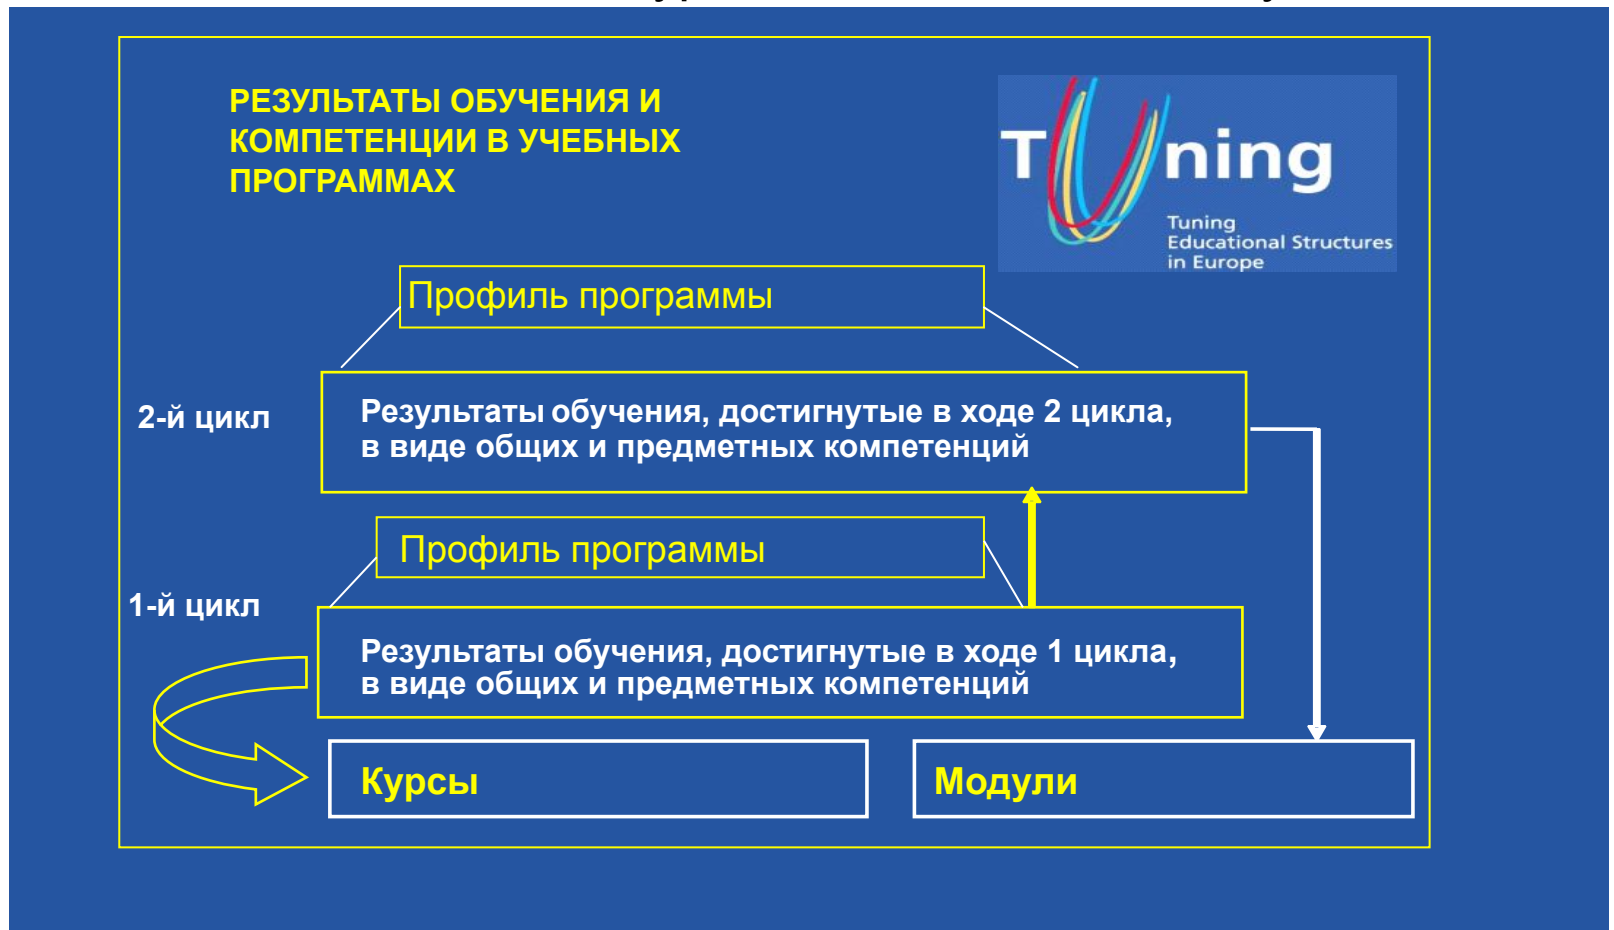 РЕЗУЛЬТАТЫ ОБУЧЕНИЯ И
КОМПЕТЕНЦИИ В УЧЕБНЫХ
ПРОГРАММАХ
Tuning
Tuning
Educational Structures
in Europe
Профиль программы
2-й цикл
Результаты обучения, достигнутые в ходе 2 цикла,
в виде общих и предметных компетенций
Профиль программы
1-й цикл
Результаты обучения, достигнутые в ходе 1 цикла,
в виде общих и предметных компетенций
Курсы
Модули